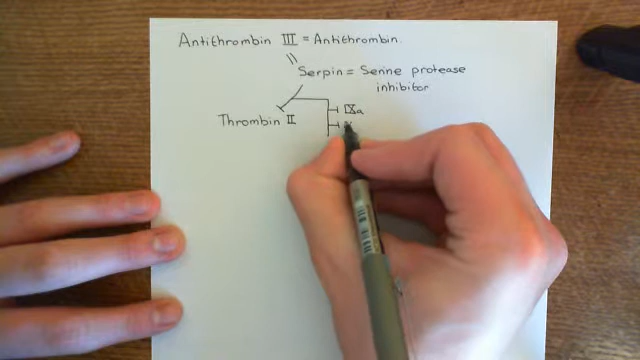 Antithrombin III = Antithrombin.
Serpin = Serine protease
inhibitor
Thrombin II
IXa